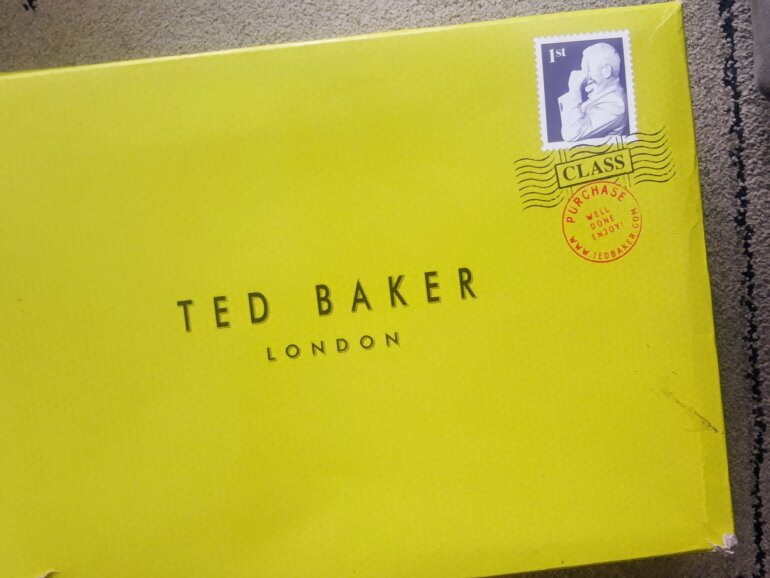 1st
CLASS
PURCHASE
WELL
DONE
ENJOY!
WWW.TEDBAKER.COM
TED BAKER
LONDON